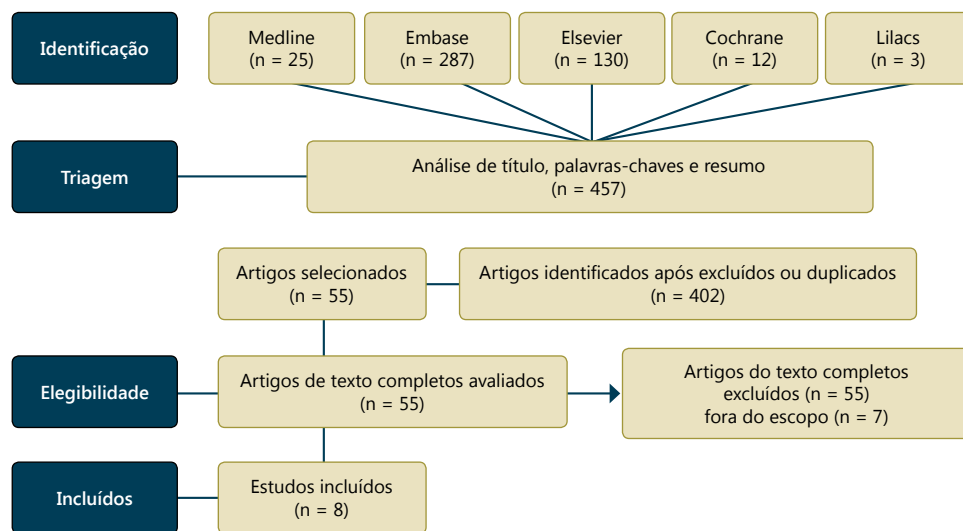 Identificação
Medline
(n = 25)
Embase
(n = 287)
Elsevier
(n = 130)
Cochrane
(n = 12)
Lilacs
(n = 3)
Triagem
Análise de título, palavras-chaves e resumo
(n = 457)
Artigos selecionados
(n = 55)
Artigos identificados após excluídos ou duplicados
(n = 402)
Elegibilidade
Artigos de texto completos avaliados
(n = 55)
Artigos do texto completos
excluídos (n = 55)
fora do escopo (n = 7)
Incluídos
Estudos incluídos
(n = 8)